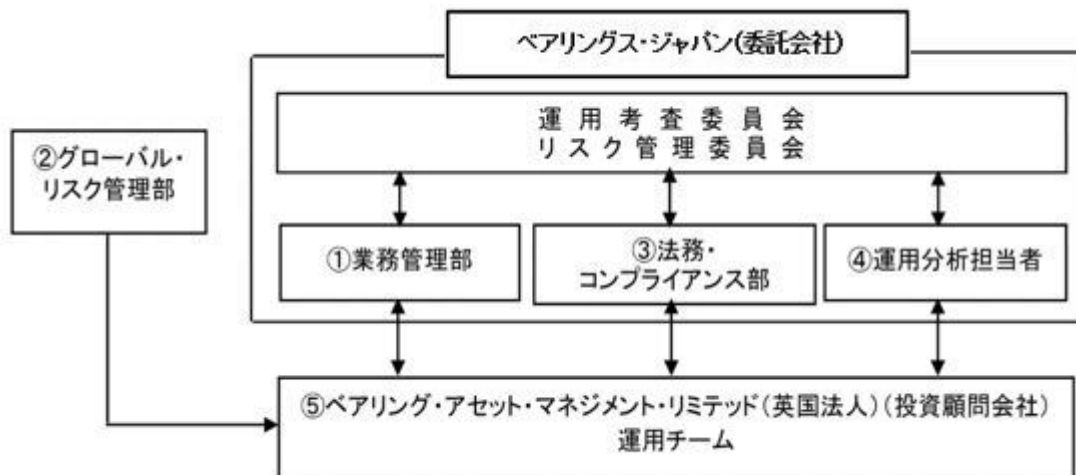 ベアリングス・ジャパン(委託会社)
運用考査委員会
リスク管理委員会
②グローバル・
リスク管理部
①業務管理部
③法務・
コンプライアンス部
④運用分析担当者
⑤ベアリング・アセット・マネジメント・リミテッド(英国法人)(投資顧問会社)
運用チーム